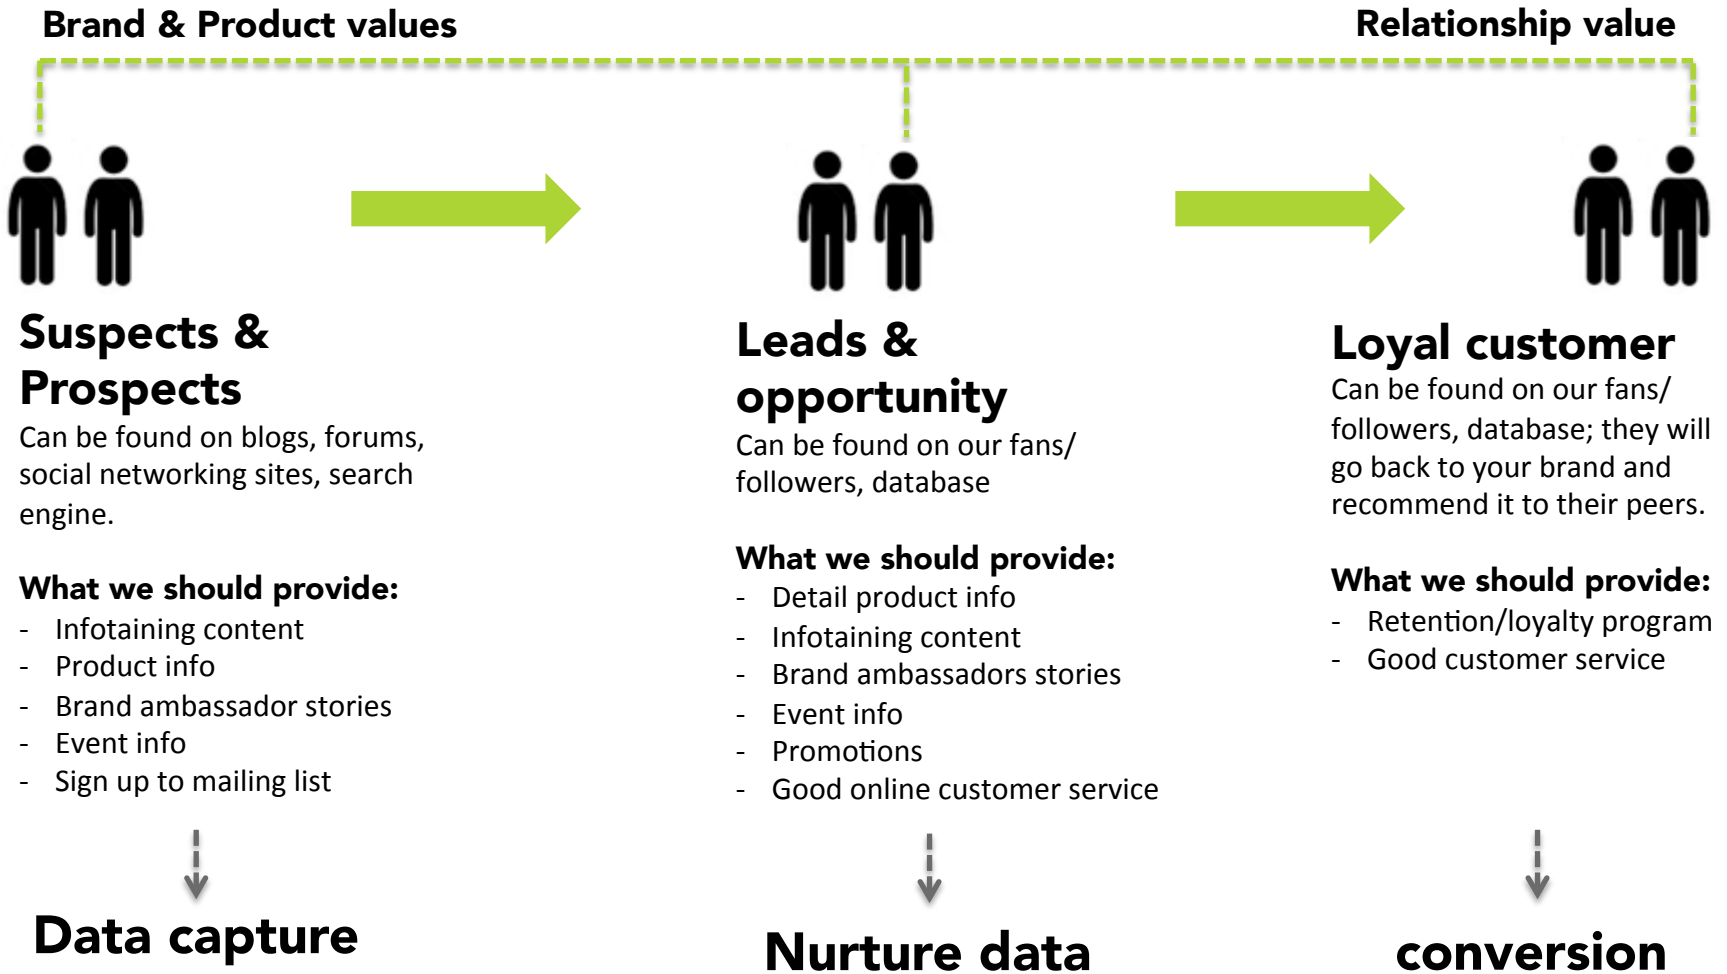 Brand & Product values
Relationship value
Suspects &
Prospects
Can be found on blogs, forums,
social networking sites, search
engine.
What we should provide:
- Infotaining content
- Product info
- Brand ambassador stories
- Event info
- Sign up to mailing list
Data capture
Leads &
opportunity
Can be found on our fans/
followers, database
What we should provide:
- Detail product info
- Infotaining content
- Brand ambassadors stories
- Event info
- Promotions
- Good online customer service
Nurture data
Loyal customer
Can be found on our fans/
followers, database; they will
go back to your brand and
recommend it to their peers.
What we should provide:
- Retention/loyalty program
- Good customer service
conversion